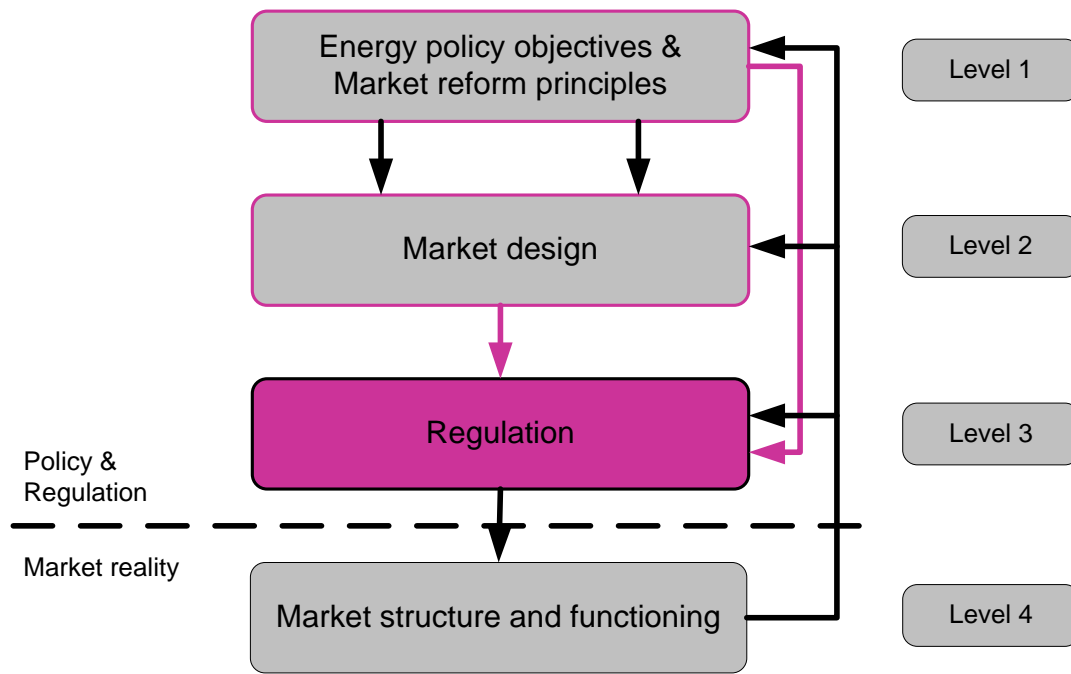 Energy policy objectives &
Market reform principles
Level 1
Market design
Level 2
Regulation
Level 3
Policy &
Regulation
Market reality
Market structure and functioning
Level 4